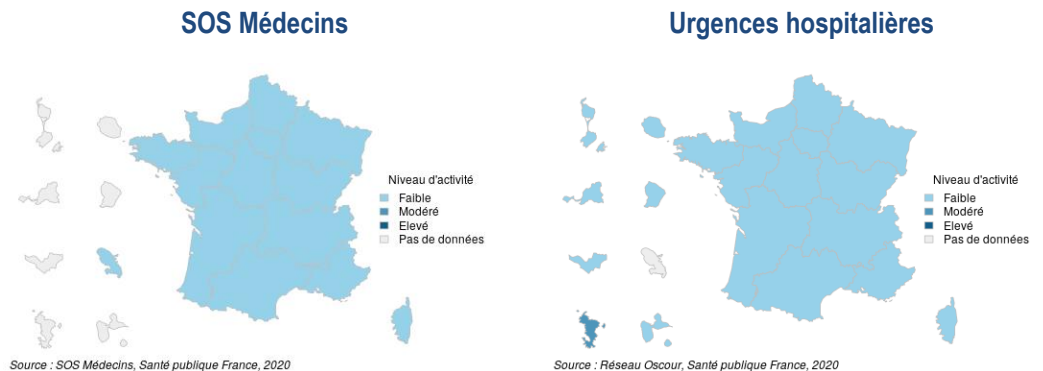 SOS Médecins
Niveau d'activité
Faible
Modéré
Elevé
Pas de données
Source : SOS Médecins, Santé publique France, 2020
Urgences hospitalières
Niveau d'activité
Faible
Modéré
Elevé
Pas de données
Source : Réseau Oscour, Santé publique France, 2020